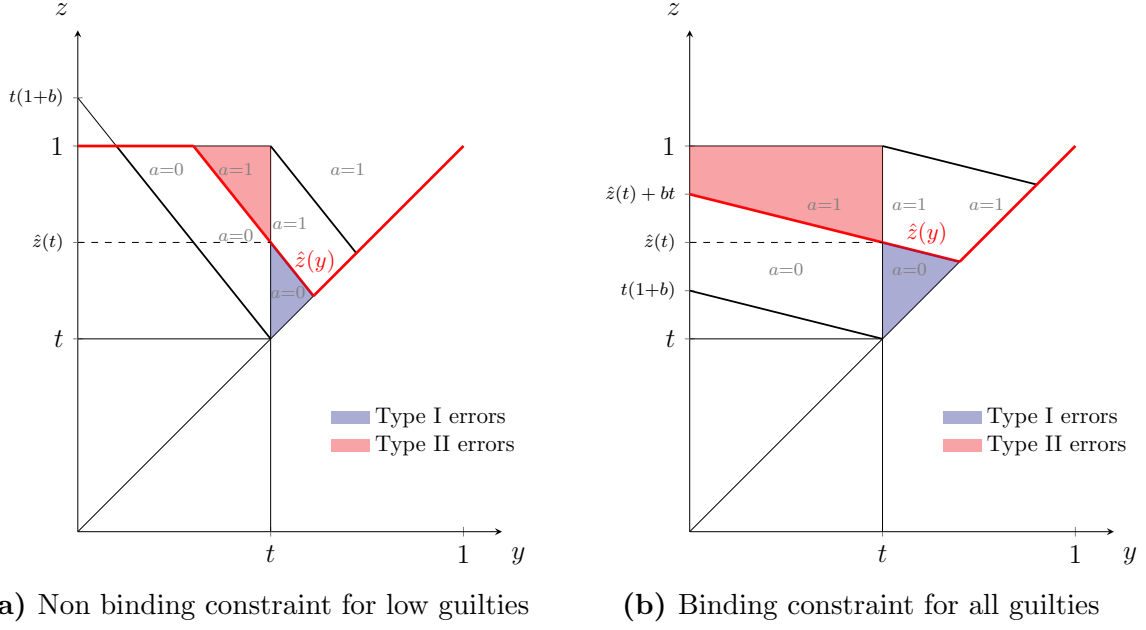 z
t(1+b)
1
ẑ(t)
t
a=0
a=1
a=1
a=0
a=1
ẑ(y)
a=0
Type I errors
Type II errors
t
1
y
a) Non binding constraint for low guilties
z
1
ẑ(t) + bt
ẑ(t)
t(1+b)
t
a=1
a=1
a=1
ẑ(y)
a=0
a=0
Type I errors
Type II errors
t
1
y
(b) Binding constraint for all guilties